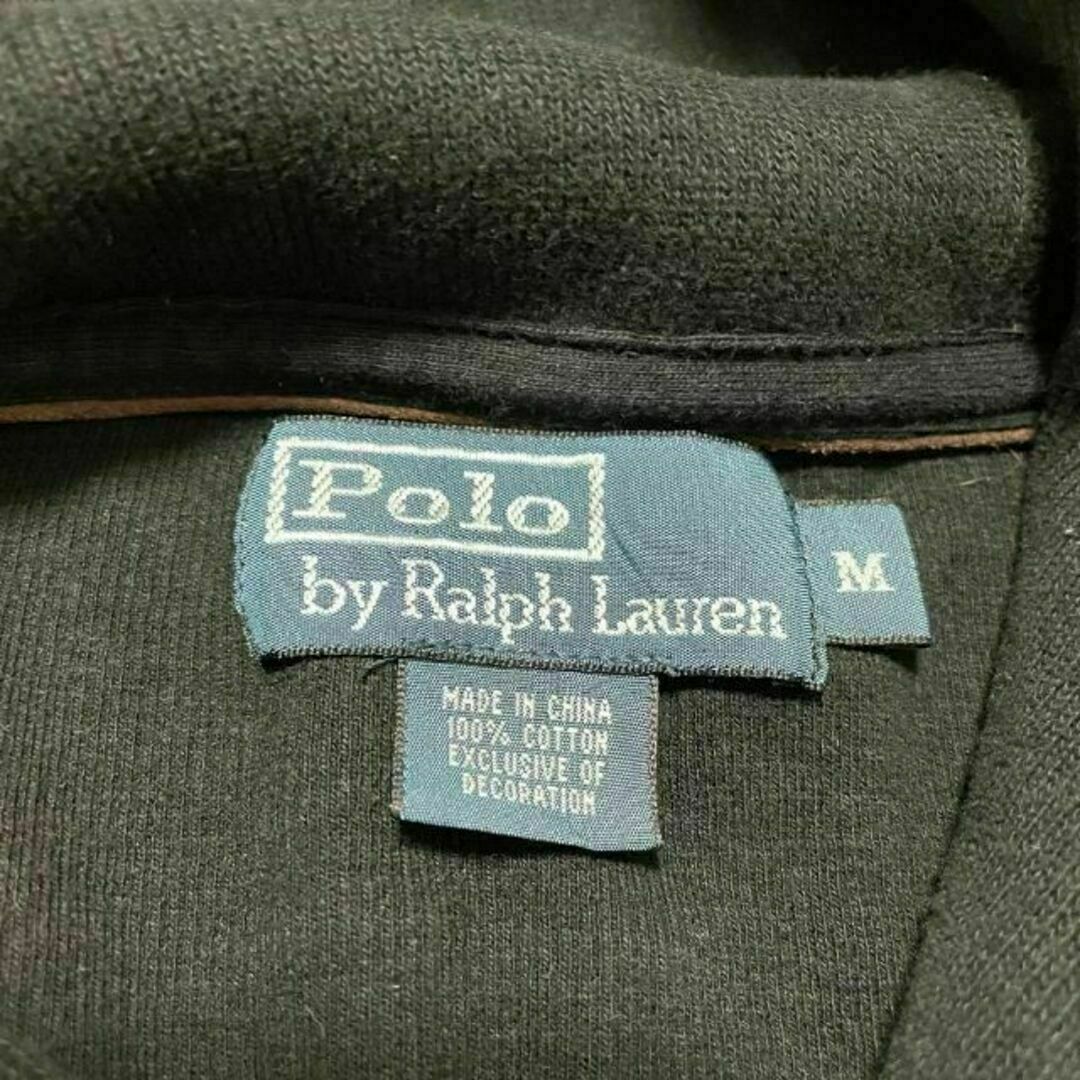 Polo
by Ralph Lauren
M
MADE IN CHINA
100% COTTON
EXCLUSIVE OF
DECORATION